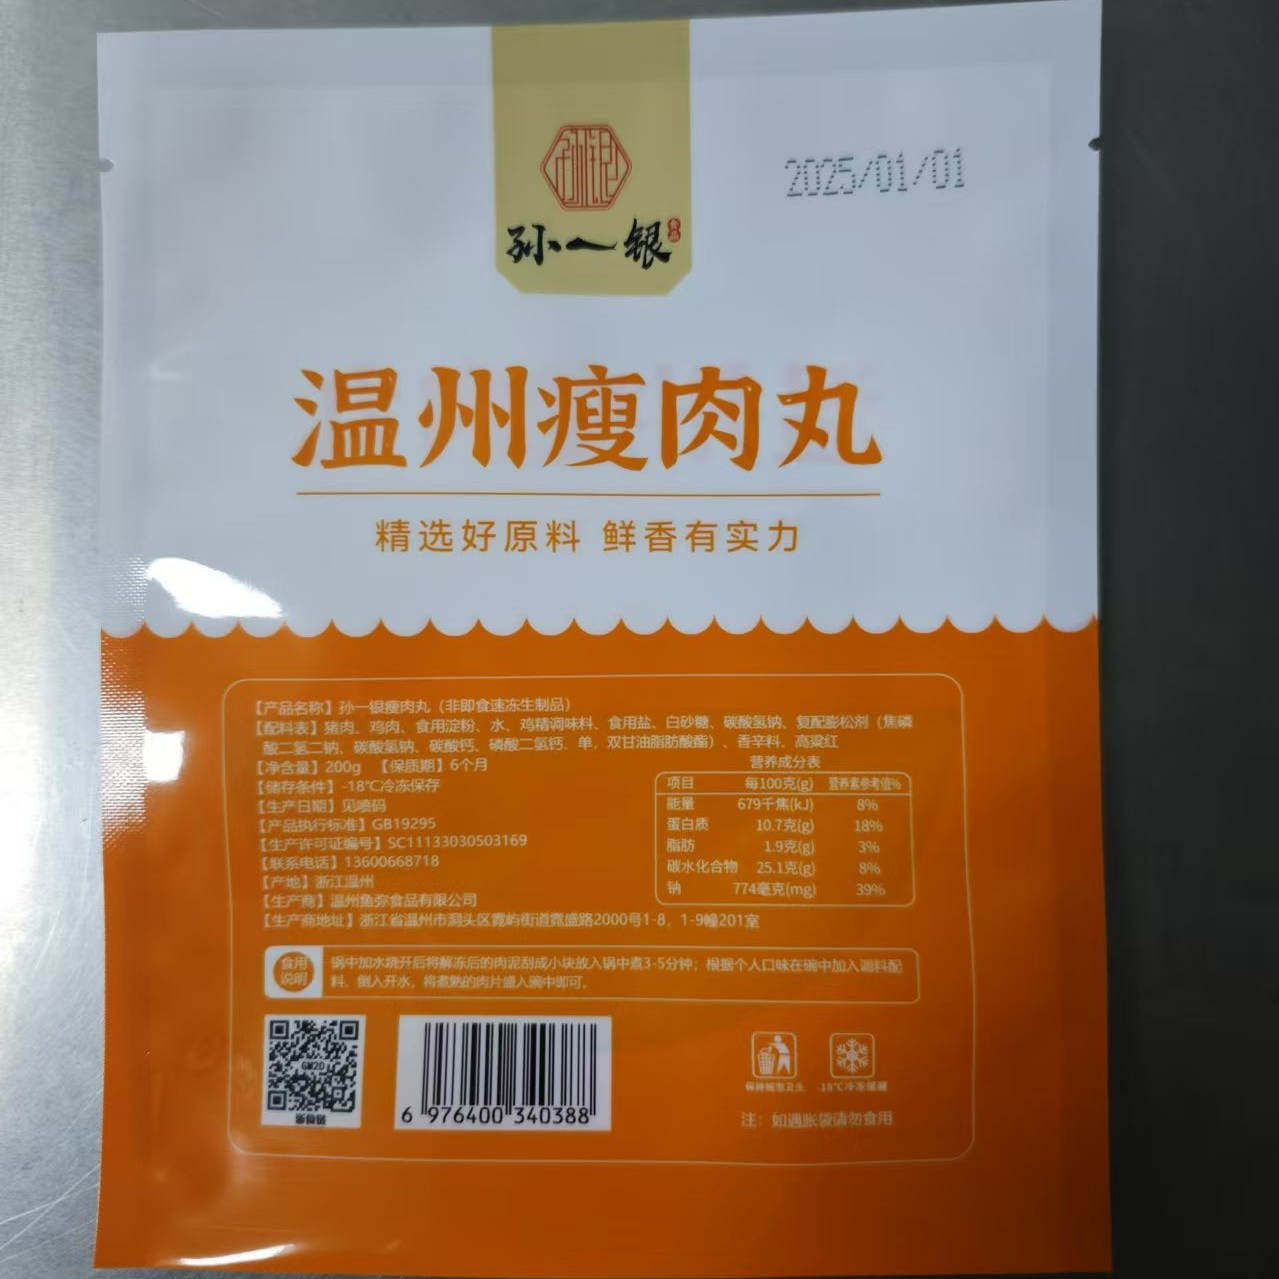 2025/01/01
孙一银
食品
温州瘦肉丸
精选好原料 鲜香有实力
【产品名称】孙一银瘦肉丸（非即食速冻生制品）
【配料表】猪肉、鸡肉、食用淀粉、水、鸡精调味料、食用盐、白砂糖、碳酸氢钠、复配膨松剂（焦磷
酸二氢二钠、碳酸氢钠、碳酸钙、磷酸二氢钙、单，双甘油脂肪酸酯）、香辛料、高粱红
【净含量】200g 【保质期】6个月
【储存条件】-18℃冷冻保存
【生产日期】见喷码
【产品执行标准】GB19295
【生产许可证编号】SC11133030503169
【联系电话】13600668718
【产地】浙江温州
【生产商】温州鱼弥食品有限公司
【生产商地址】浙江省温州市洞头区霓屿街道霓盛路2000号1-8，1-9幢201室
营养成分表
项目 每100克(g) 营养素参考值%
能量 679千焦(kJ) 8%
蛋白质 10.7克(g) 18%
脂肪 1.9克(g) 3%
碳水化合物 25.1克(g) 8%
钠 774毫克(mg) 39%
食用
说明
锅中加水烧开后将解冻后的肉泥刮成小块放入锅中煮3-5分钟；根据个人口味在碗中加入调料配
料、倒入开水，将煮熟的肉片盛入碗中即可。
GM2D
6 976400 340388
保持环境卫生
-18℃冷冻储藏
注：如遇胀袋请勿食用